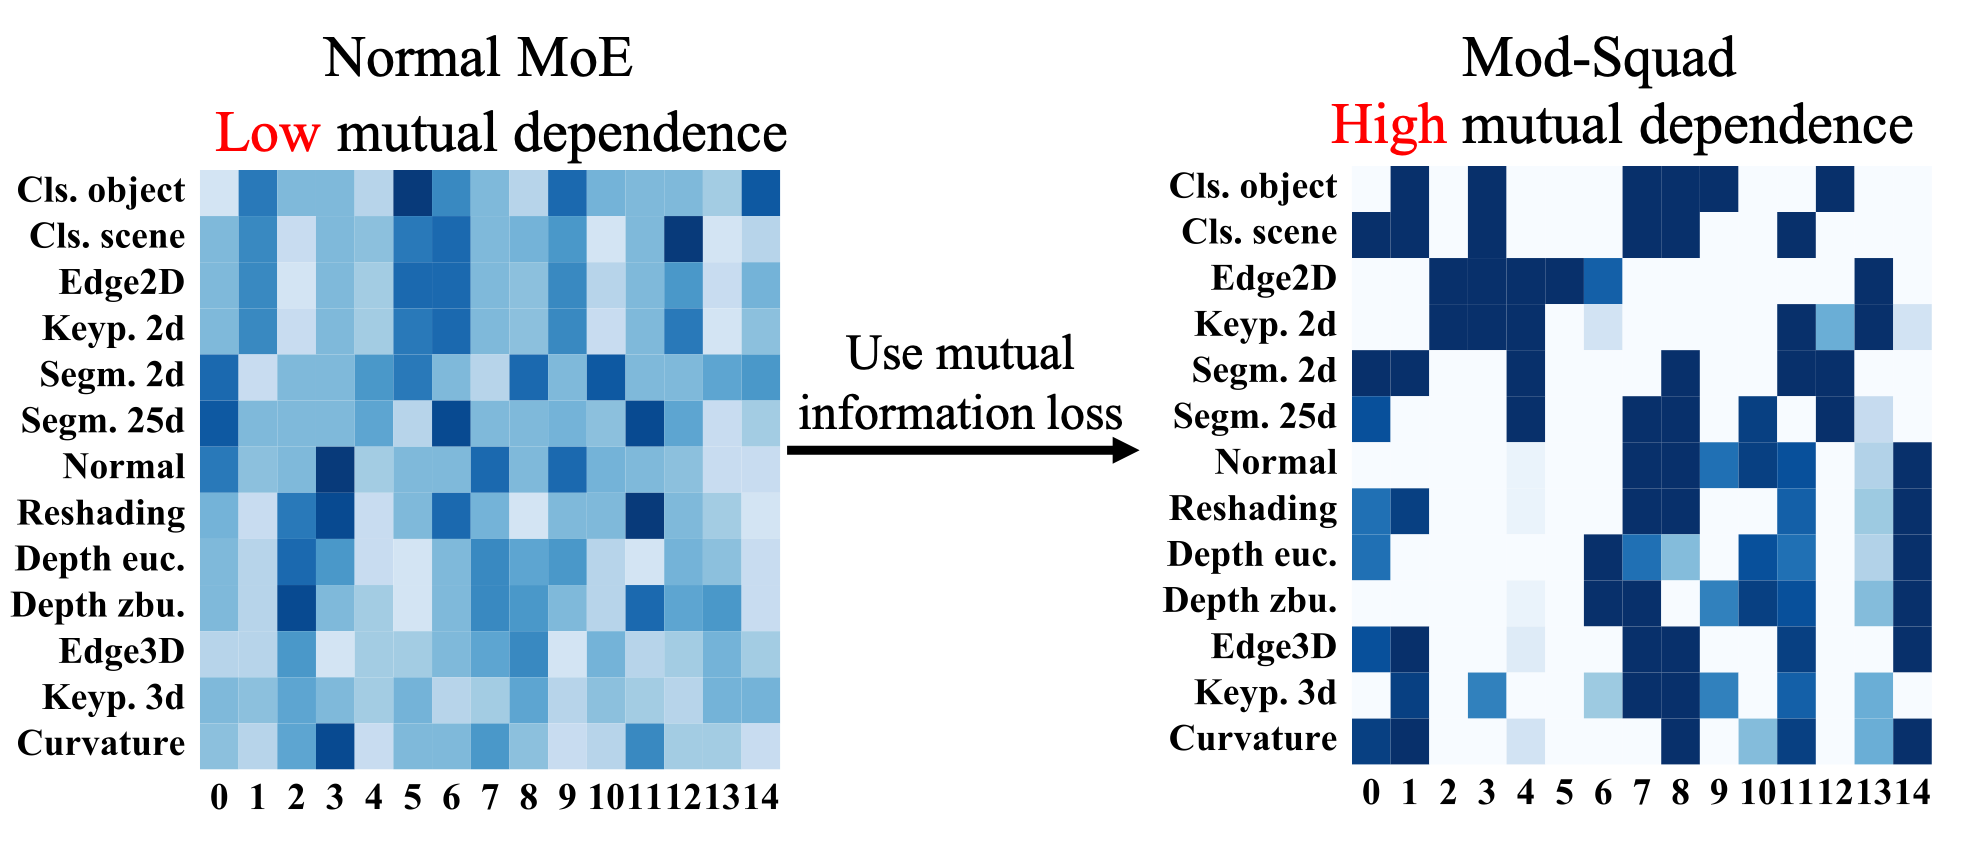 Normal MoE
Low mutual dependence
Cls. object
Cls. scene
Edge2D
Keyp. 2d
Segm. 2d
Segm. 25d
Normal
Reshading
Depth euc.
Depth zbu.
Edge3D
Keyp. 3d
Curvature
0 1 2 3 4 5 6 7 8 9 10 11 12 13 14
Use mutual
information loss
Mod-Squad
High mutual dependence
Cls. object
Cls. scene
Edge2D
Keyp. 2d
Segm. 2d
Segm. 25d
Normal
Reshading
Depth euc.
Depth zbu.
Edge3D
Keyp. 3d
Curvature
0 1 2 3 4 5 6 7 8 9 10 11 12 13 14